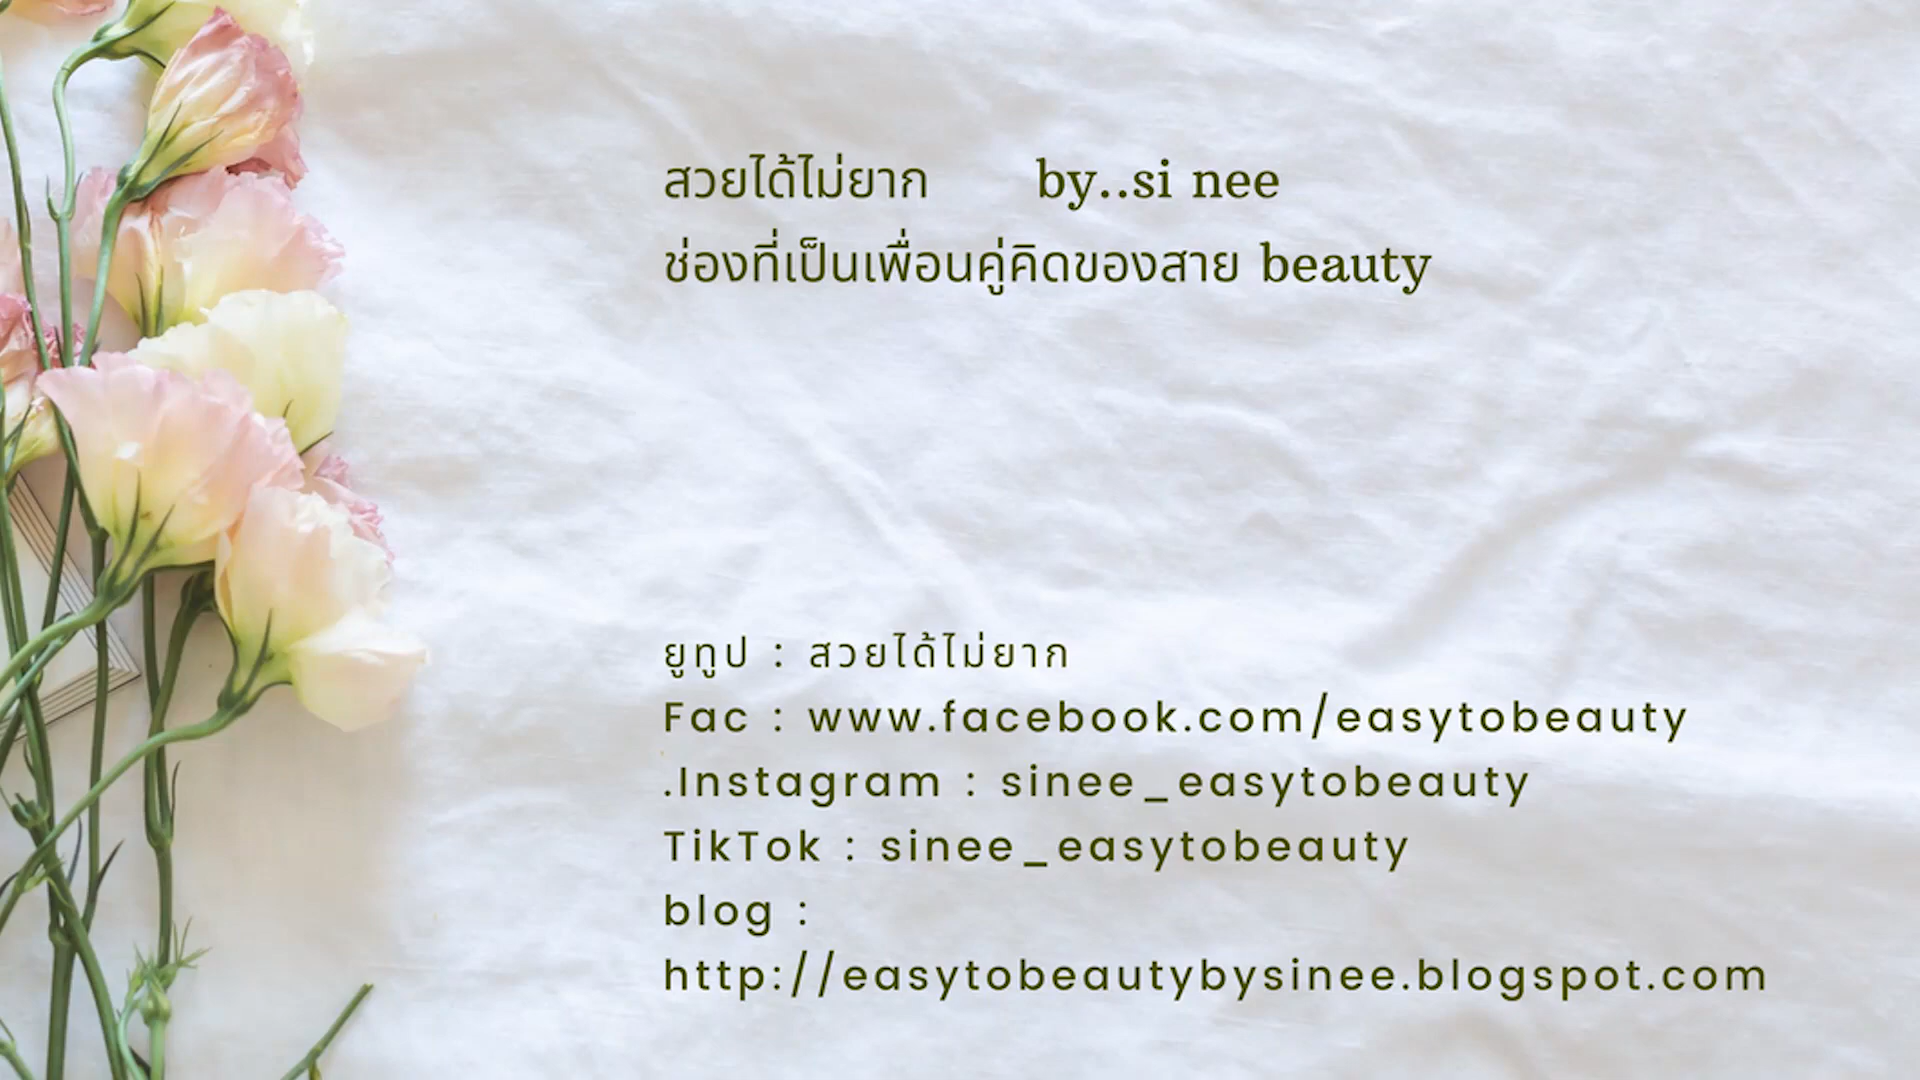 สวยได้ไม่ยาก by..si nee
ช่องที่เป็นเพื่อนคู่คิดของสาย beauty
ยูทูป : สวยได้ไม่ยาก
Fac : www.facebook.com/easytobeauty
.Instagram : sinee_easytobeauty
TikTok : sinee_easytobeauty
blog :
http://easytobeautybysinee.blogspot.com